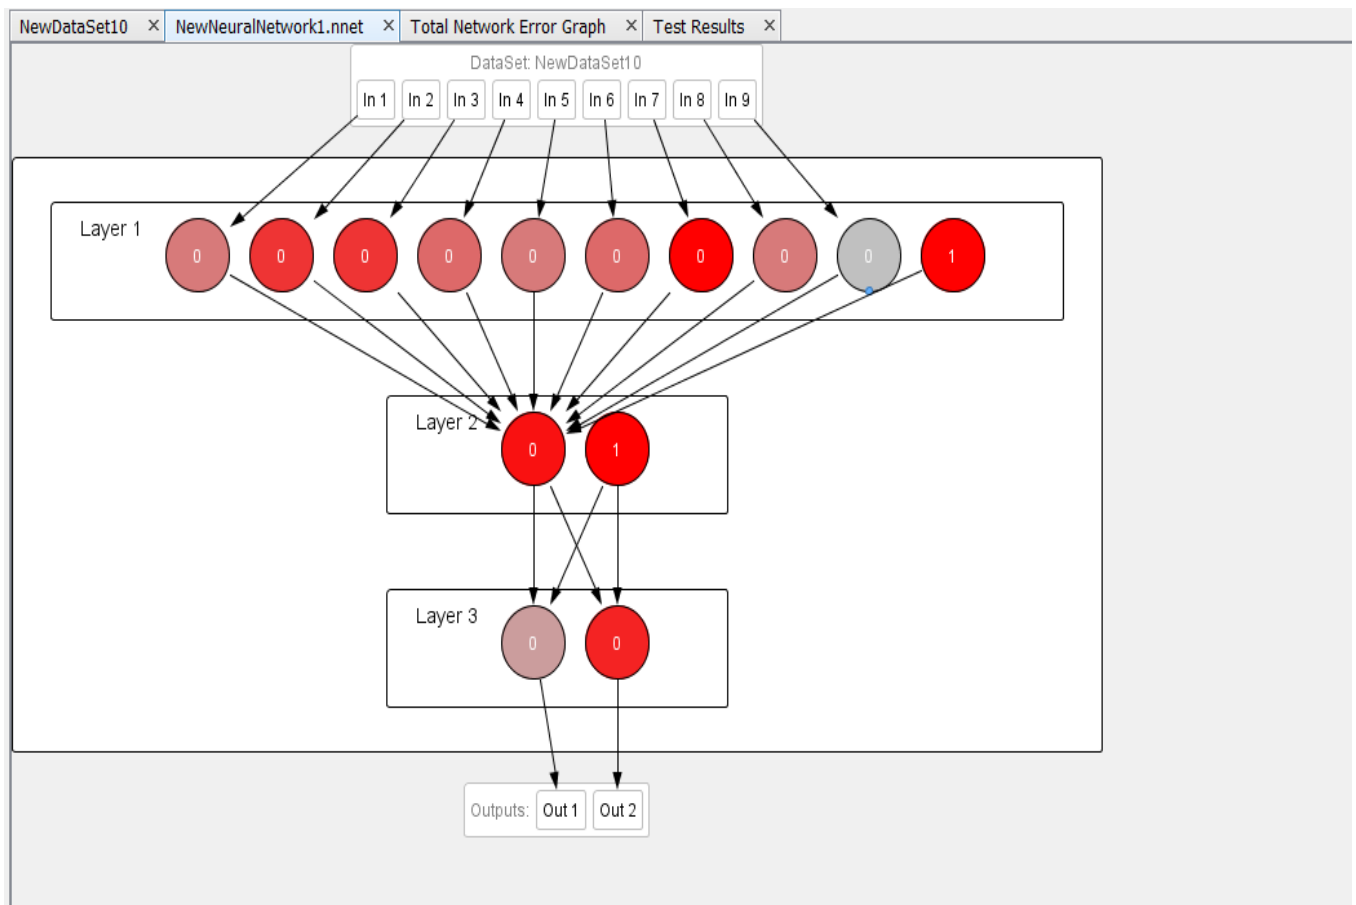 NewDataSet10 × NewNeuralNetwork1.nnet × Total Network Error Graph × Test Results ×
DataSet: NewDataSet10
In 1 In 2 In 3 In 4 In 5 In 6 In 7 In 8 In 9
Layer 1
0 0 0 0 0 0 0 0 0 1
Layer 2
0 1
Layer 3
0 0
Outputs: Out 1 Out 2